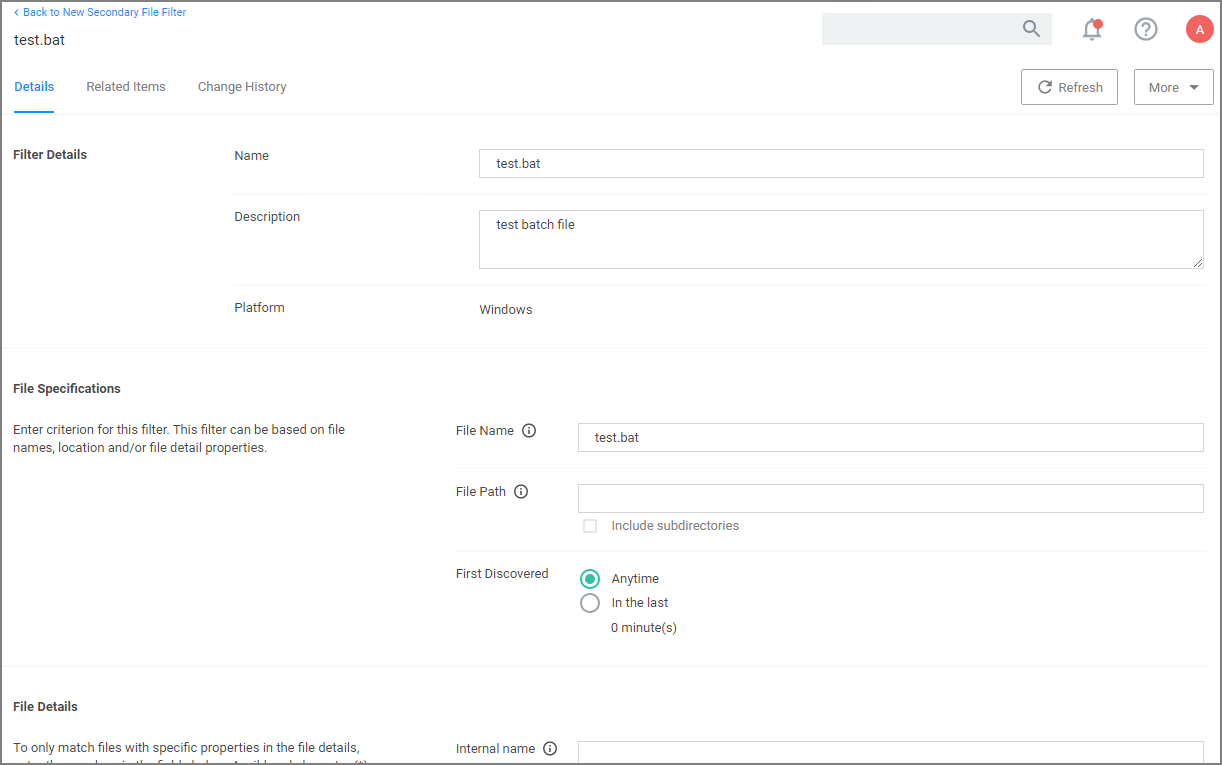 Back to New Secondary File Filter
test.bat
A
Details
Related Items
Change History
Refresh
More
Filter Details
Name
test.bat
Description
test batch file
Platform
Windows
File Specifications
Enter criterion for this filter. This filter can be based on file
names, location and/or file detail properties.
File Name
test.bat
File Path
Include subdirectories
First Discovered
Anytime
In the last
0 minute(s)
File Details
To only match files with specific properties in the file details,
Internal name